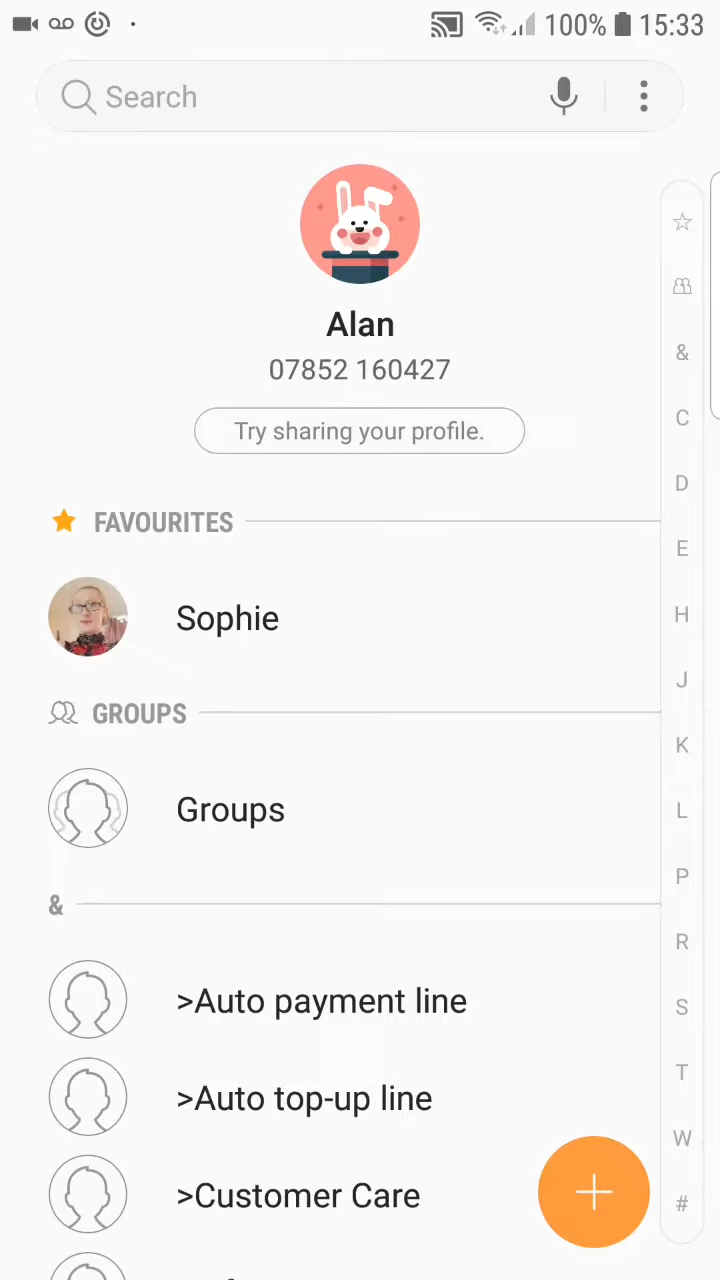 100% 15:33
Search
Alan
07852 160427
Try sharing your profile.
FAVOURITES
Sophie
GROUPS
Groups
&
>Auto payment line
>Auto top-up line
>Customer Care
&
C
D
E
H
J
K
L
P
R
S
T
W
#